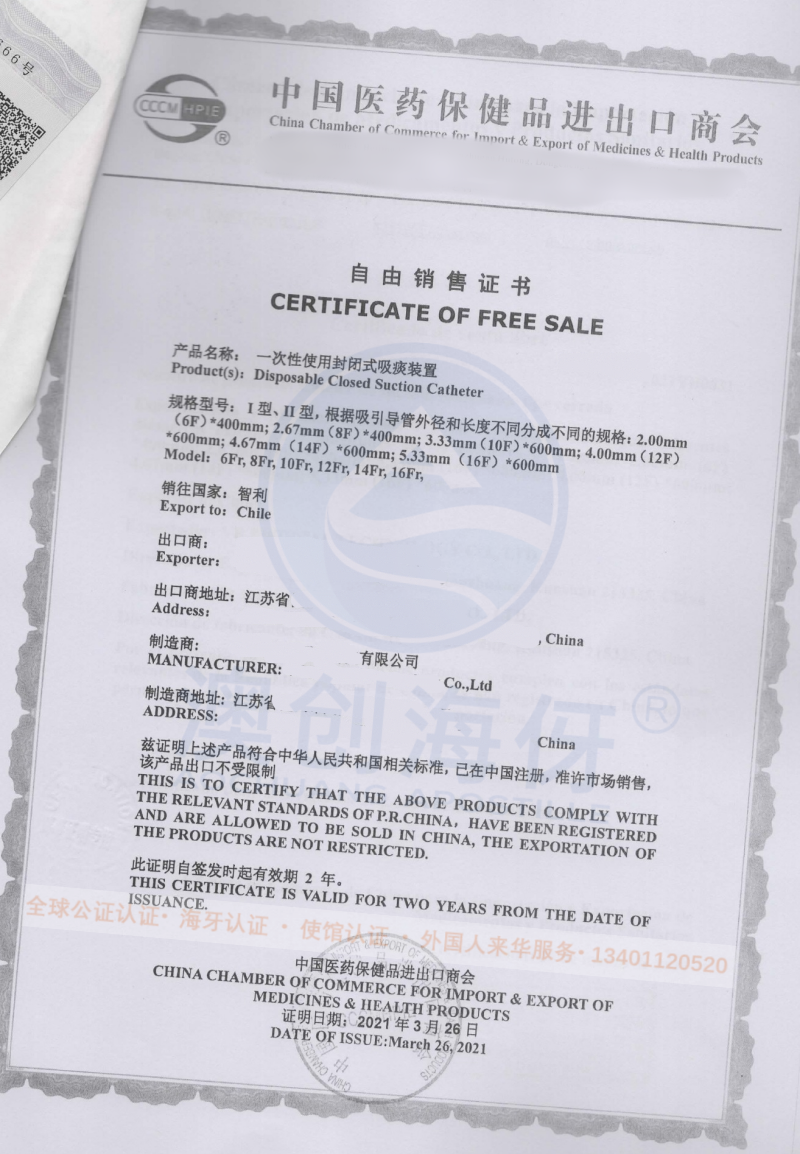 666号
CCCMHPIE
®
中国医药保健品进出口商会
China Chamber of Commerce for Import & Export of Medicines & Health Products
自由销售证书
CERTIFICATE OF FREE SALE
产品名称： 一次性使用封闭式吸痰装置
Product(s): Disposable Closed Suction Catheter
规格型号： I 型、II 型，根据吸引导管外径和长度不同分成不同的规格：2.00mm
（6F）*400mm; 2.67mm（8F）*400mm; 3.33mm（10F）*600mm; 4.00mm（12F）
*600mm; 4.67mm（14F）*600mm; 5.33mm（16F）*600mm
Model: 6Fr, 8Fr, 10Fr, 12Fr, 14Fr, 16Fr,
销往国家：智利
Export to: Chile
出口商：
Exporter:
出口商地址：江苏省
Address:
, China
制造商: 有限公司
MANUFACTURER: Co.,Ltd
制造商地址：江苏省
ADDRESS:
China
兹证明上述产品符合中华人民共和国相关标准，已在中国注册，准许市场销售，
该产品出口不受限制
THIS IS TO CERTIFY THAT THE ABOVE PRODUCTS COMPLY WITH
THE RELEVANT STANDARDS OF P.R.CHINA, HAVE BEEN REGISTERED
AND ARE ALLOWED TO BE SOLD IN CHINA, THE EXPORTATION OF
THE PRODUCTS ARE NOT RESTRICTED.
此证明自签发时起有效期 2 年。
THIS CERTIFICATE IS VALID FOR TWO YEARS FROM THE DATE OF
ISSUANCE.
中国医药保健品进出口商会
CHINA CHAMBER OF COMMERCE FOR IMPORT & EXPORT OF
MEDICINES & HEALTH PRODUCTS
证明日期：2021 年 3 月 26 日
DATE OF ISSUE:March 26, 2021
澳创海伢®
全球公证认证· 海牙认证 · 使馆认证 · 外国人来华服务· 13401120520